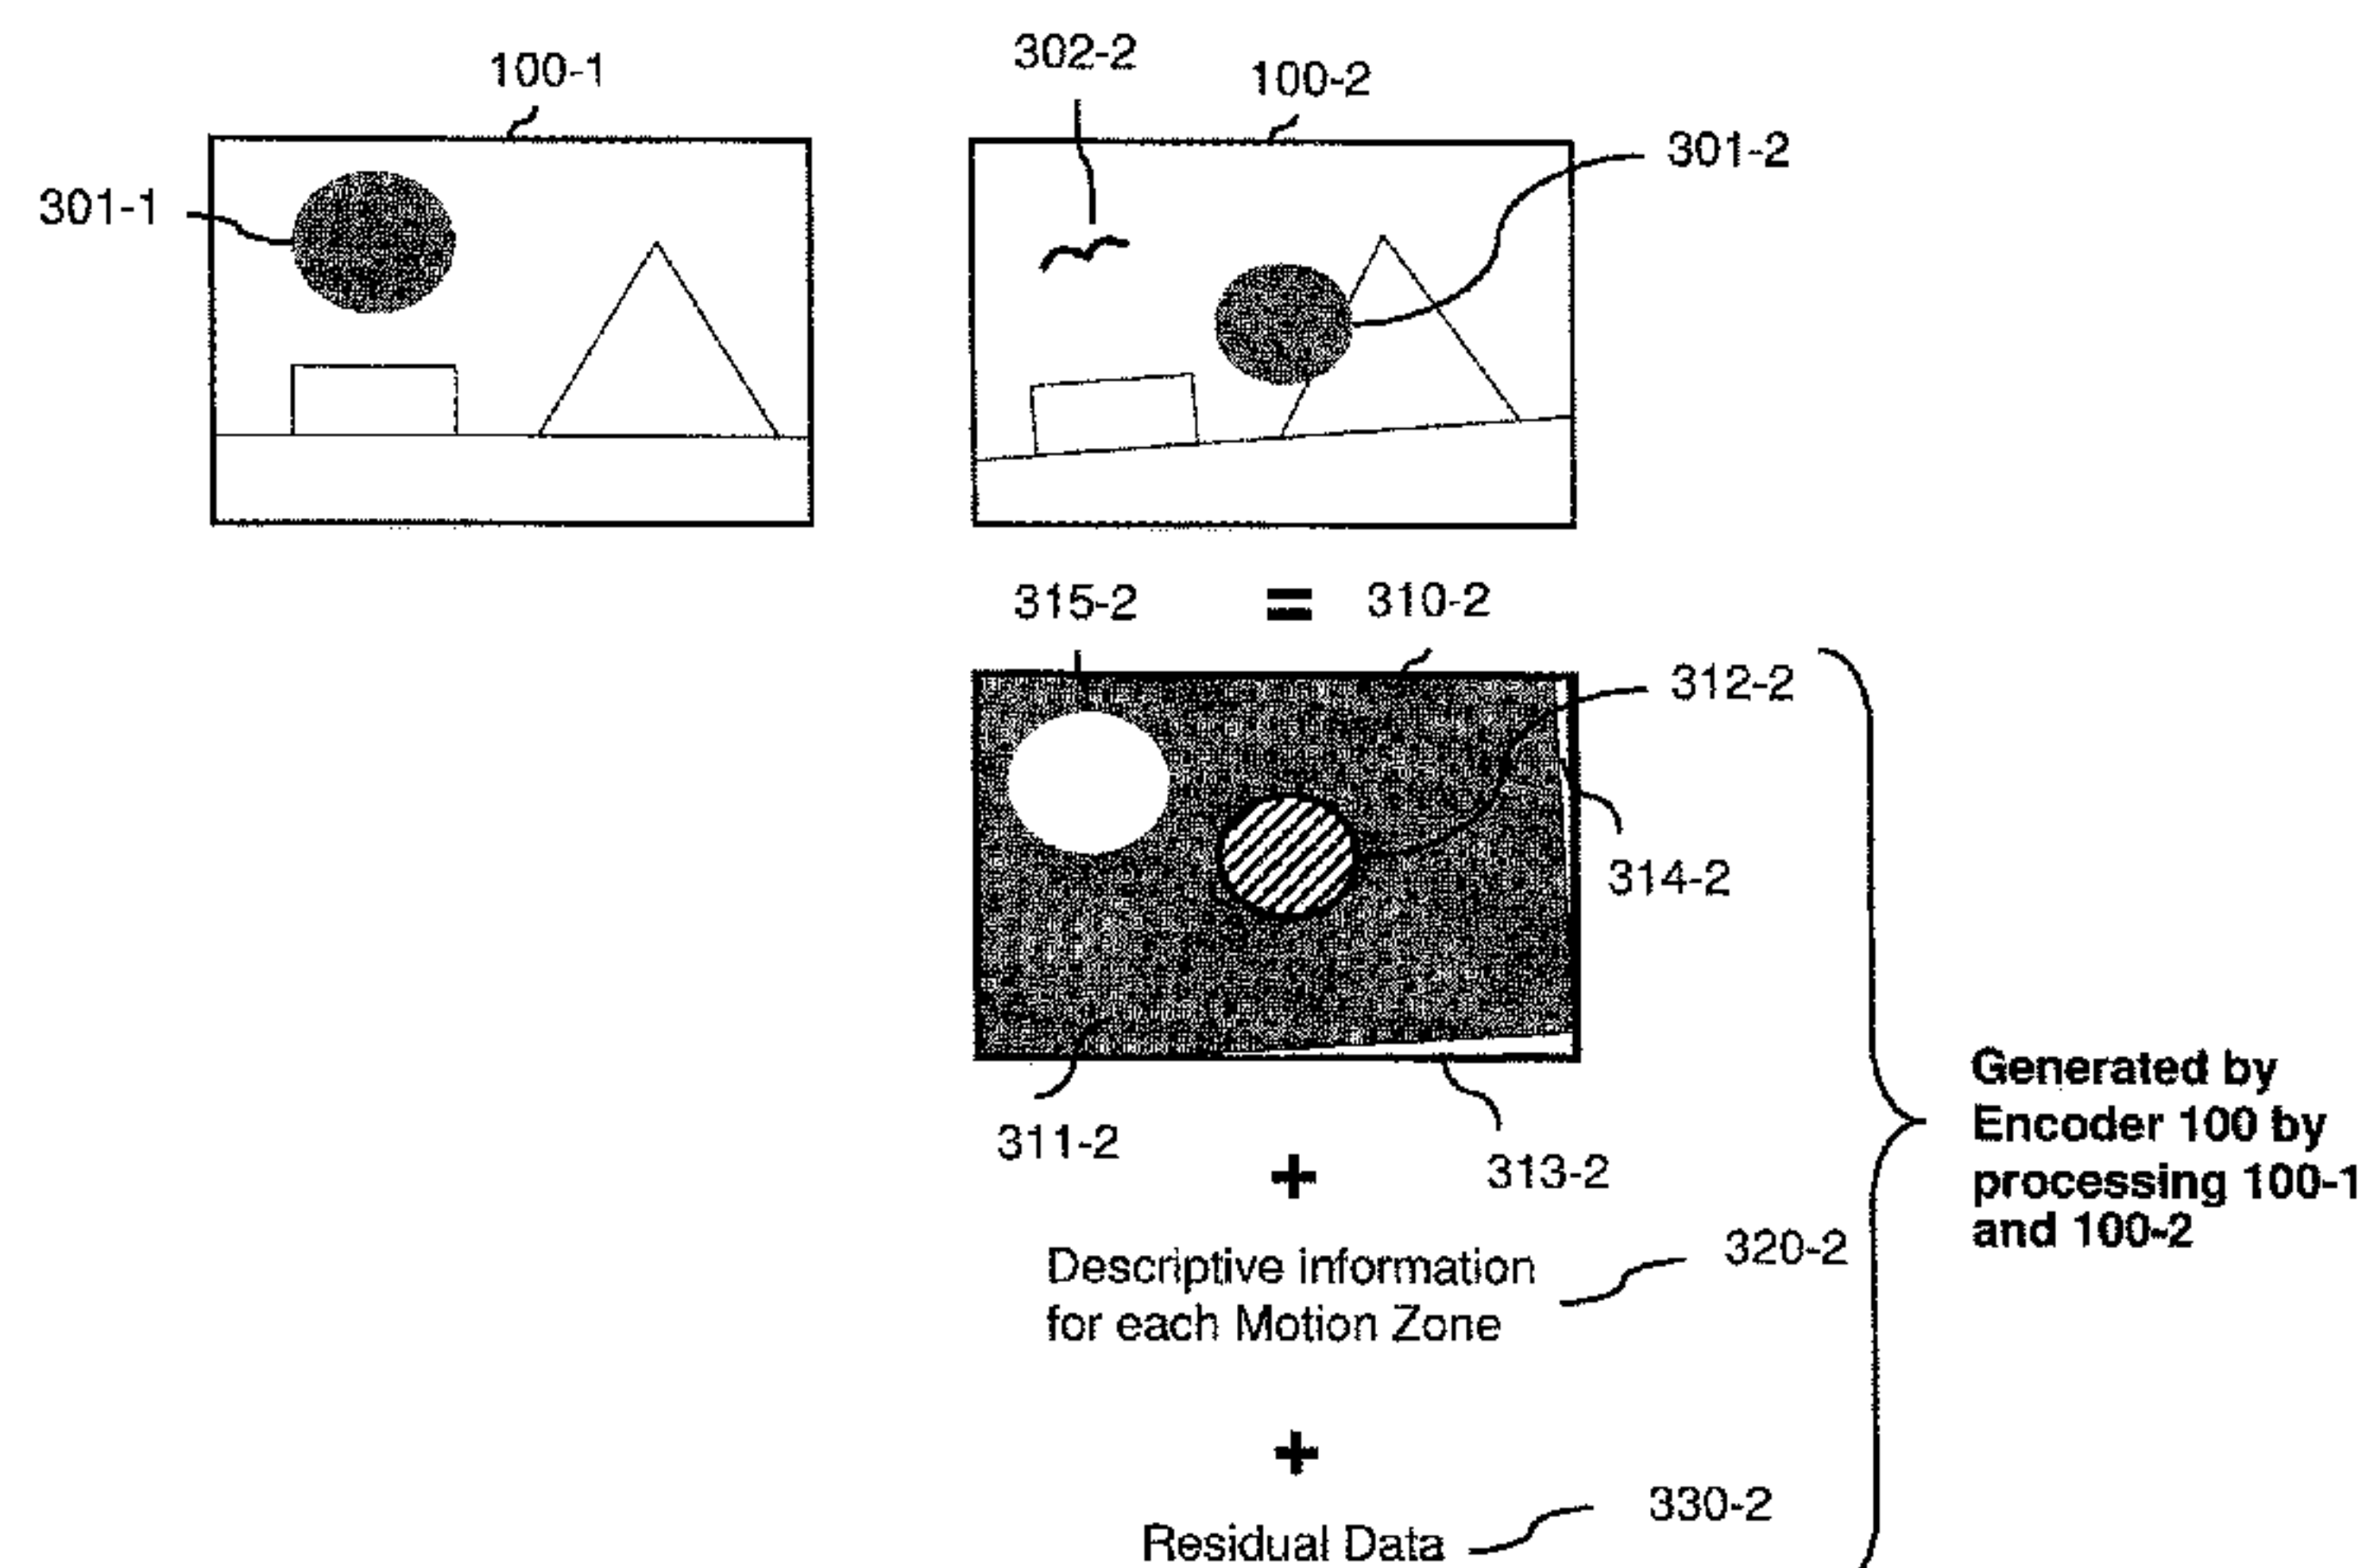 100-1
302-2
100-2
301-2
301-1
315-2
=
310-2
312-2
314-2
311-2
313-2
+
Descriptive information
for each Motion Zone
320-2
+
Residual Data
330-2
Generated by
Encoder 100 by
processing 100-1
and 100-2